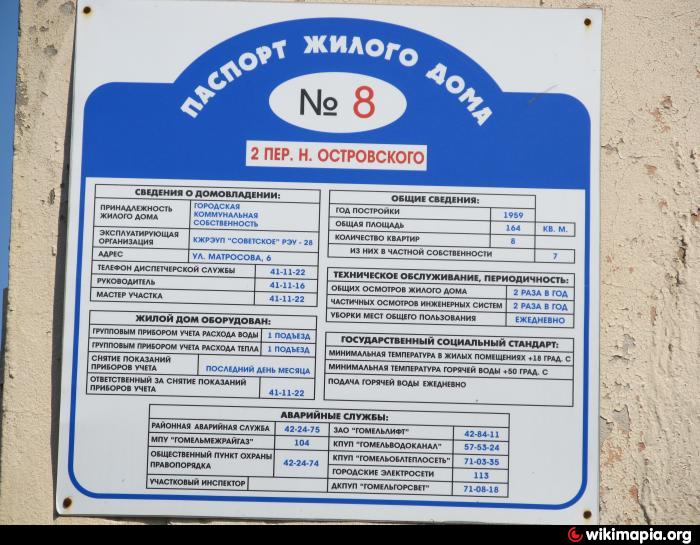 ПАСПОРТ ЖИЛОГО ДОМА
№ 8
2 ПЕР. Н. ОСТРОВСКОГО
СВЕДЕНИЯ О ДОМОВЛАДЕНИИ:
ПРИНАДЛЕЖНОСТЬ ЖИЛОГО ДОМА
ГОРОДСКАЯ КОММУНАЛЬНАЯ СОБСТВЕННОСТЬ
ЭКСПЛУАТИРУЮЩАЯ ОРГАНИЗАЦИЯ
КЖРЭУП "СОВЕТСКОЕ" РЭУ - 28
АДРЕС УЛ. МАТРОСОВА, 6
ТЕЛЕФОН ДИСПЕТЧЕРСКОЙ СЛУЖБЫ 41-11-22
РУКОВОДИТЕЛЬ 41-11-16
МАСТЕР УЧАСТКА 41-11-22
ЖИЛОЙ ДОМ ОБОРУДОВАН:
ГРУППОВЫМ ПРИБОРОМ УЧЕТА РАСХОДА ВОДЫ 1 ПОДЪЕЗД
ГРУППОВЫМ ПРИБОРОМ УЧЕТА РАСХОДА ТЕПЛА 1 ПОДЪЕЗД
СНЯТИЕ ПОКАЗАНИЙ ПРИБОРОВ УЧЕТА
ПОСЛЕДНИЙ ДЕНЬ МЕСЯЦА
ОТВЕТСТВЕННЫЙ ЗА СНЯТИЕ ПОКАЗАНИЙ ПРИБОРОВ УЧЕТА
41-11-22
ОБЩИЕ СВЕДЕНИЯ:
ГОД ПОСТРОЙКИ 1959
ОБЩАЯ ПЛОЩАДЬ 164 КВ. М.
КОЛИЧЕСТВО КВАРТИР 8
ИЗ НИХ В ЧАСТНОЙ СОБСТВЕННОСТИ 7
ТЕХНИЧЕСКОЕ ОБСЛУЖИВАНИЕ, ПЕРИОДИЧНОСТЬ:
ОБЩИХ ОСМОТРОВ ЖИЛОГО ДОМА 2 РАЗА В ГОД
ЧАСТИЧНЫХ ОСМОТРОВ ИНЖЕНЕРНЫХ СИСТЕМ 2 РАЗА В ГОД
УБОРКИ МЕСТ ОБЩЕГО ПОЛЬЗОВАНИЯ ЕЖЕДНЕВНО
ГОСУДАРСТВЕННЫЙ СОЦИАЛЬНЫЙ СТАНДАРТ:
МИНИМАЛЬНАЯ ТЕМПЕРАТУРА В ЖИЛЫХ ПОМЕЩЕНИЯХ +18 ГРАД. С
МИНИМАЛЬНАЯ ТЕМПЕРАТУРА ГОРЯЧЕЙ ВОДЫ +50 ГРАД. С
ПОДАЧА ГОРЯЧЕЙ ВОДЫ ЕЖЕДНЕВНО
АВАРИЙНЫЕ СЛУЖБЫ:
РАЙОННАЯ АВАРИЙНАЯ СЛУЖБА 42-24-75
МПУ "ГОМЕЛЬМЕЖРАЙГАЗ" 104
ОБЩЕСТВЕННЫЙ ПУНКТ ОХРАНЫ ПРАВОПОРЯДКА
42-24-74
УЧАСТКОВЫЙ ИНСПЕКТОР
ЗАО "ГОМЕЛЬЛИФТ" 42-84-11
КПУП "ГОМЕЛЬВОДОКАНАЛ" 57-53-24
КПУП "ГОМЕЛЬОБЛТЕПЛОСЕТЬ" 71-03-35
ГОРОДСКИЕ ЭЛЕКТРОСЕТИ 113
ДКПУП "ГОМЕЛЬГОРСВЕТ" 71-08-18
wikimapia.org